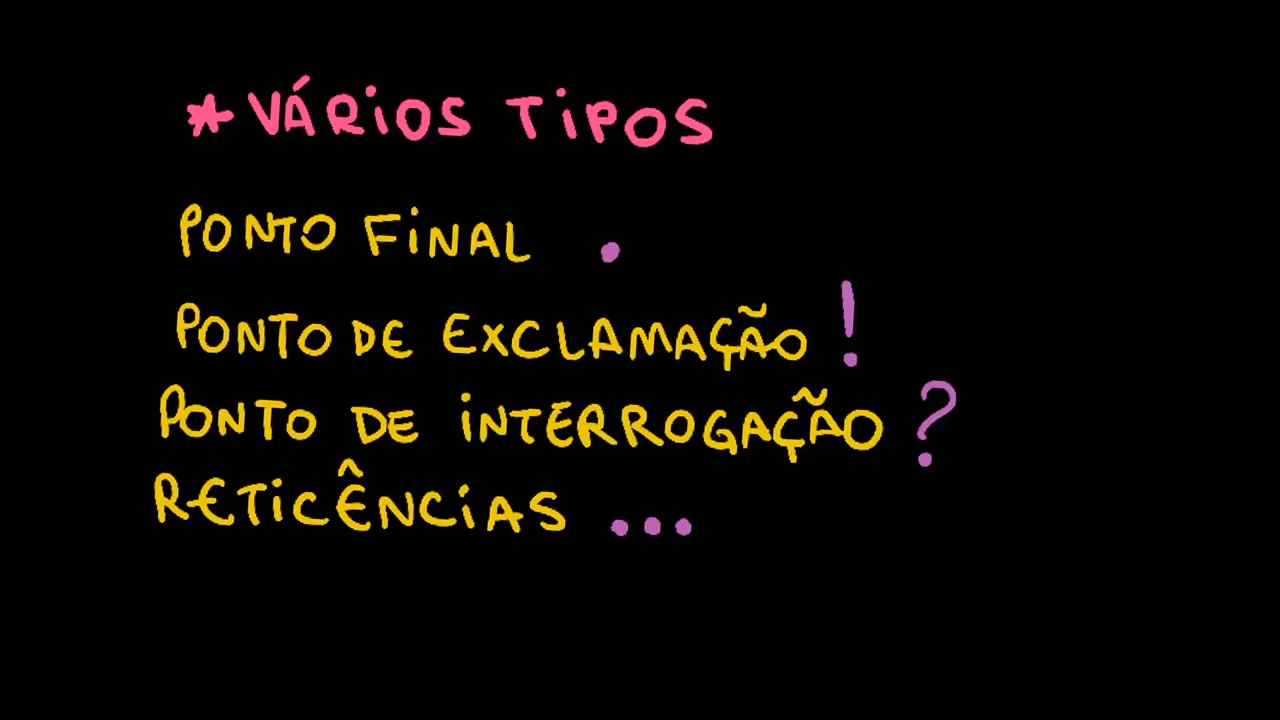 * VÁRIOS TIPOS
PONTO FINAL .
PONTO DE EXCLAMAÇÃO !
PONTO DE INTERROGAÇÃO ?
RETICÊNCIAS ...